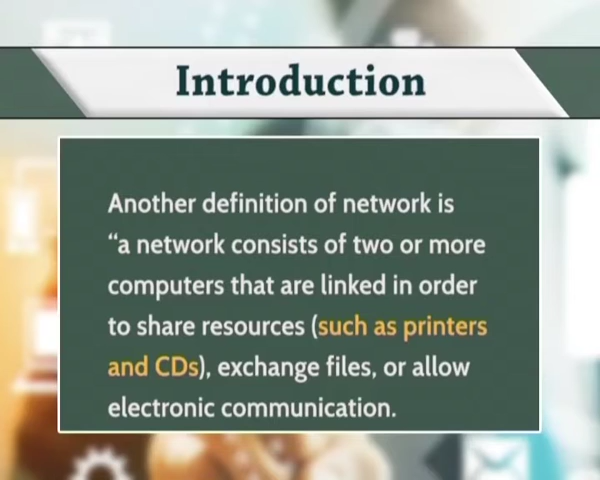 Introduction
Another definition of network is
“a network consists of two or more
computers that are linked in order
to share resources (such as printers
and CDs), exchange files, or allow
electronic communication.